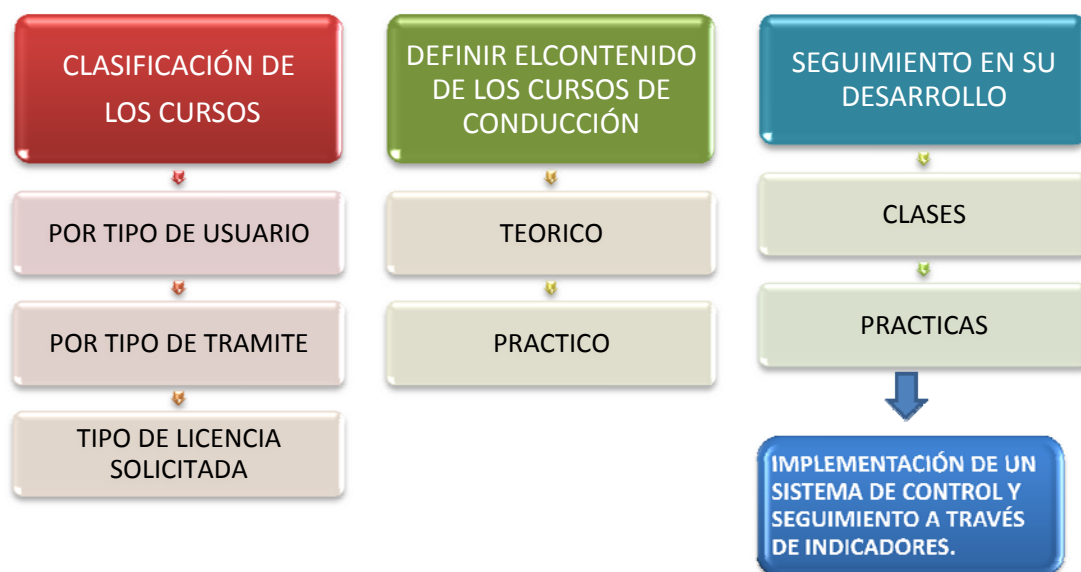 CLASIFICACIÓN DE
LOS CURSOS
POR TIPO DE USUARIO
POR TIPO DE TRAMITE
TIPO DE LICENCIA
SOLICITADA
DEFINIR ELCONTENIDO
DE LOS CURSOS DE
CONDUCCIÓN
TEORICO
PRACTICO
SEGUIMIENTO EN SU
DESARROLLO
CLASES
PRACTICAS
IMPLEMENTACIÓN DE UN
SISTEMA DE CONTROL Y
SEGUIMIENTO A TRAVÉS
DE INDICADORES.